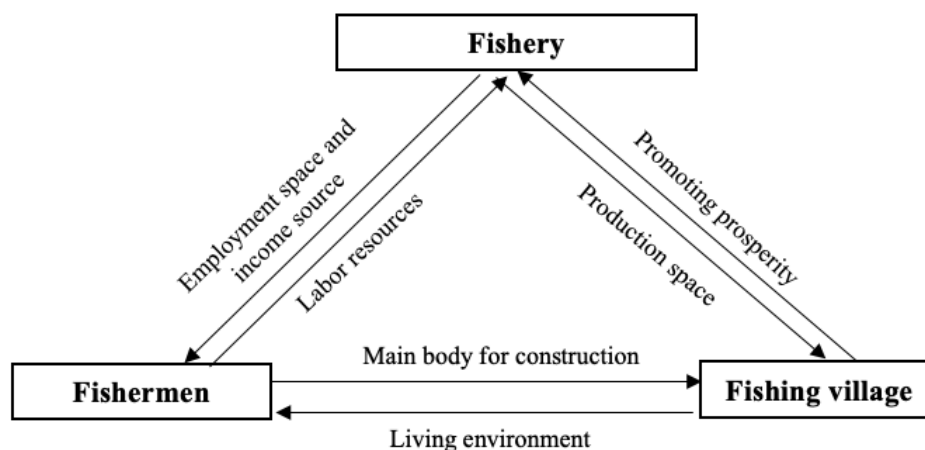 Fishery
Employment space and
income source
Labor resources
Production space
Promoting prosperity
Main body for construction
Fishermen
Fishing village
Living environment